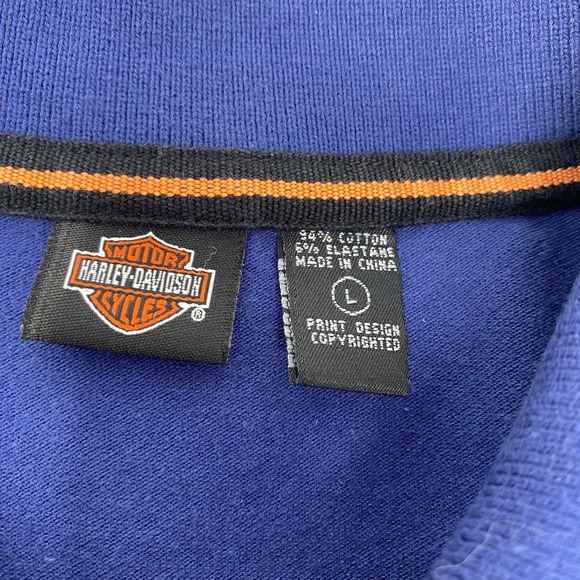 MOTOR
HARLEY-DAVIDSON
CYCLES
®
94% COTTON
6% ELASTANE
MADE IN CHINA
L
PRINT DESIGN
COPYRIGHTED